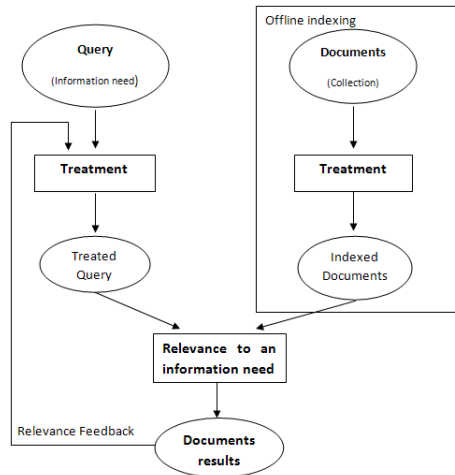 Offline indexing
Query
(Information need)
Documents
(Collection)
Treatment
Treatment
Treated
Query
Indexed
Documents
Relevance to an
information need
Relevance Feedback
Documents
results